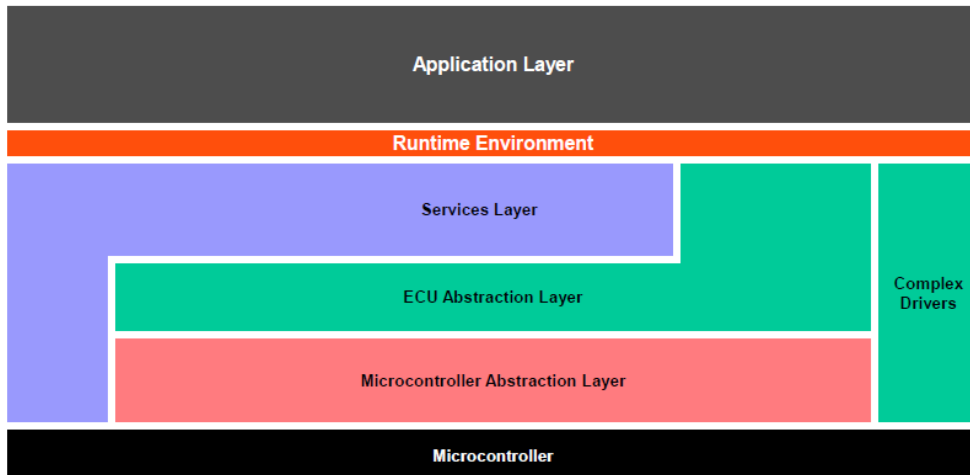 Application Layer
Runtime Environment
Services Layer
ECU Abstraction Layer
Complex
Drivers
Microcontroller Abstraction Layer
Microcontroller